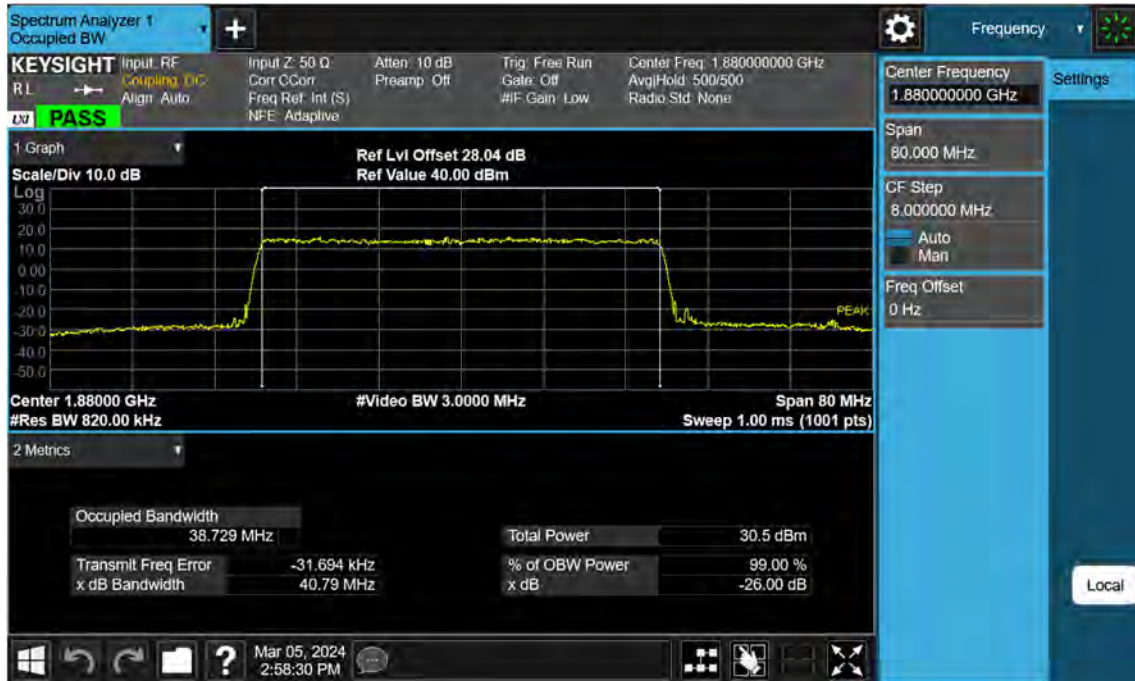 Spectrum Analyzer 1
Occupied BW
+
Frequency
KEYSIGHT
RL
LXI
PASS
Input: RF
Coupling: DC
Align: Auto
Input Z: 50 Ω
Corr CCorr
Freq Ref: Int (S)
NFE: Adaptive
Atten: 10 dB
Preamp: Off
Trig: Free Run
Gate: Off
#IF Gain: Low
Center Freq: 1.880000000 GHz
Avg|Hold: 500/500
Radio Std: None
Center Frequency
1.880000000 GHz
Settings
Span
80.000 MHz
CF Step
8.000000 MHz
Auto
Man
Freq Offset
0 Hz
1 Graph
Scale/Div 10.0 dB
Ref Lvl Offset 28.04 dB
Ref Value 40.00 dBm
Log
30.0
20.0
10.0
0.00
-10.0
-20.0
-30.0
-40.0
-50.0
PEAK
Center 1.88000 GHz
#Video BW 3.0000 MHz
Span 80 MHz
#Res BW 820.00 kHz
Sweep 1.00 ms (1001 pts)
2 Metrics
Occupied Bandwidth
38.729 MHz
Total Power 30.5 dBm
Transmit Freq Error -31.694 kHz
% of OBW Power 99.00 %
x dB Bandwidth 40.79 MHz
x dB -26.00 dB
Local
?
Mar 05, 2024
2:58:30 PM